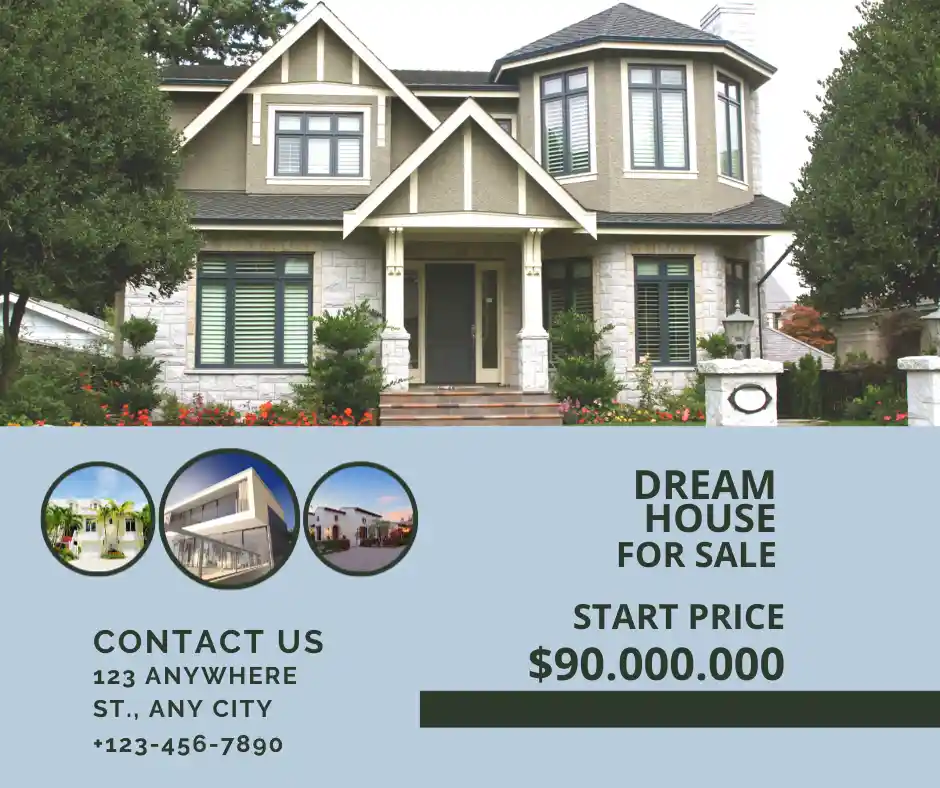 DREAM
HOUSE
FOR SALE
START PRICE
$90.000.000
CONTACT US
123 ANYWHERE
ST., ANY CITY
+123-456-7890